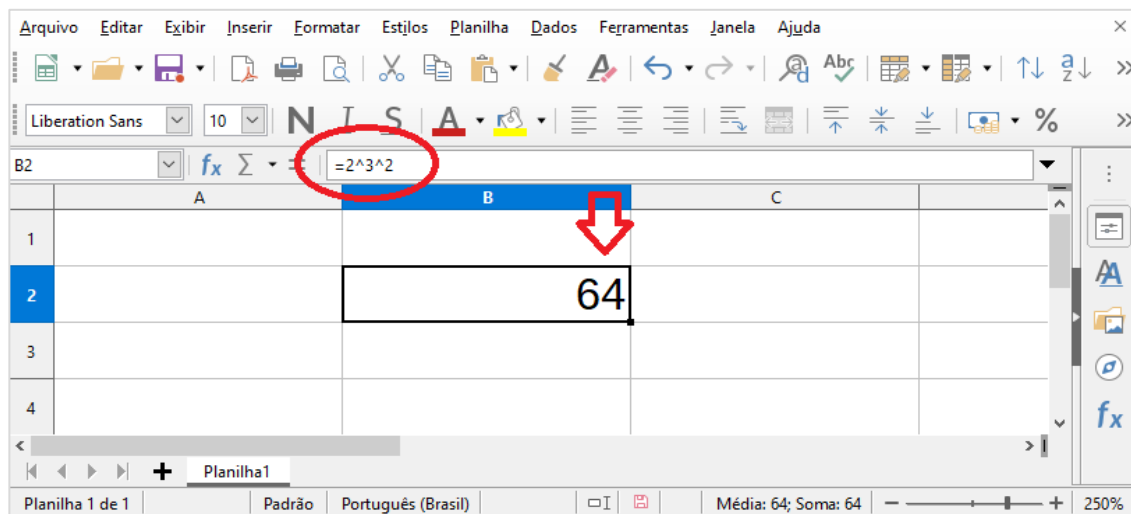 Arquivo Editar Exibir Inserir Formatar Estilos Planilha Dados Ferramentas Janela Ajuda
Abc a z
Liberation Sans 10 N I S A %
B2 fx Σ = =2^3^2
A B C
1
2 64
3
4
Planilha1
Planilha 1 de 1 Padrão Português (Brasil) Média: 64; Soma: 64 250%